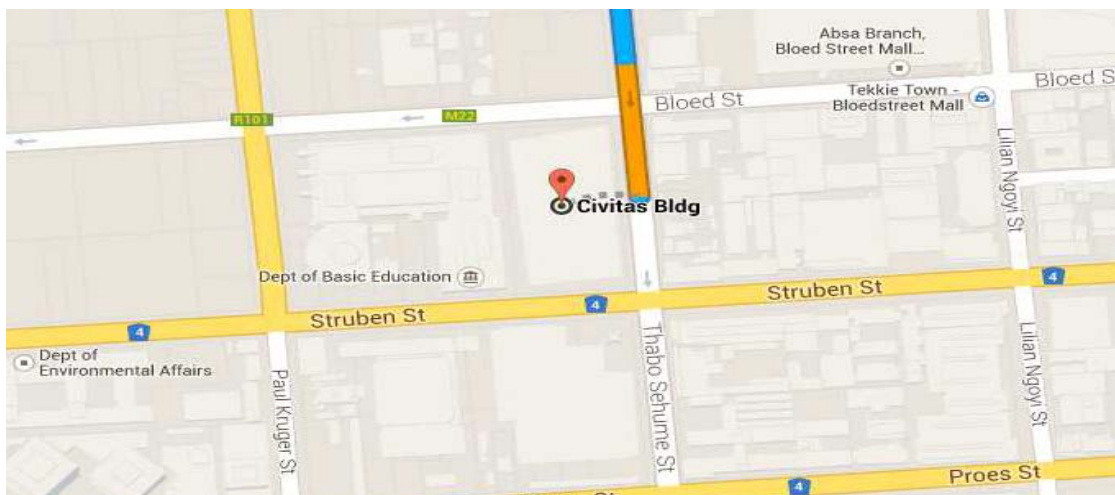 Absa Branch,
Bloed Street Mall...
Bloed St
Bloed St
Tekkie Town -
Bloedstreet Mall
R101
M22
Lilian Ngoyi St
Civitas Bldg
Dept of Basic Education
4
Struben St
4
Struben St
4
Dept of
Environmental Affairs
Paul Kruger St
Thabo Sehume St
Lilian Ngoyi St
Proes St
4
St